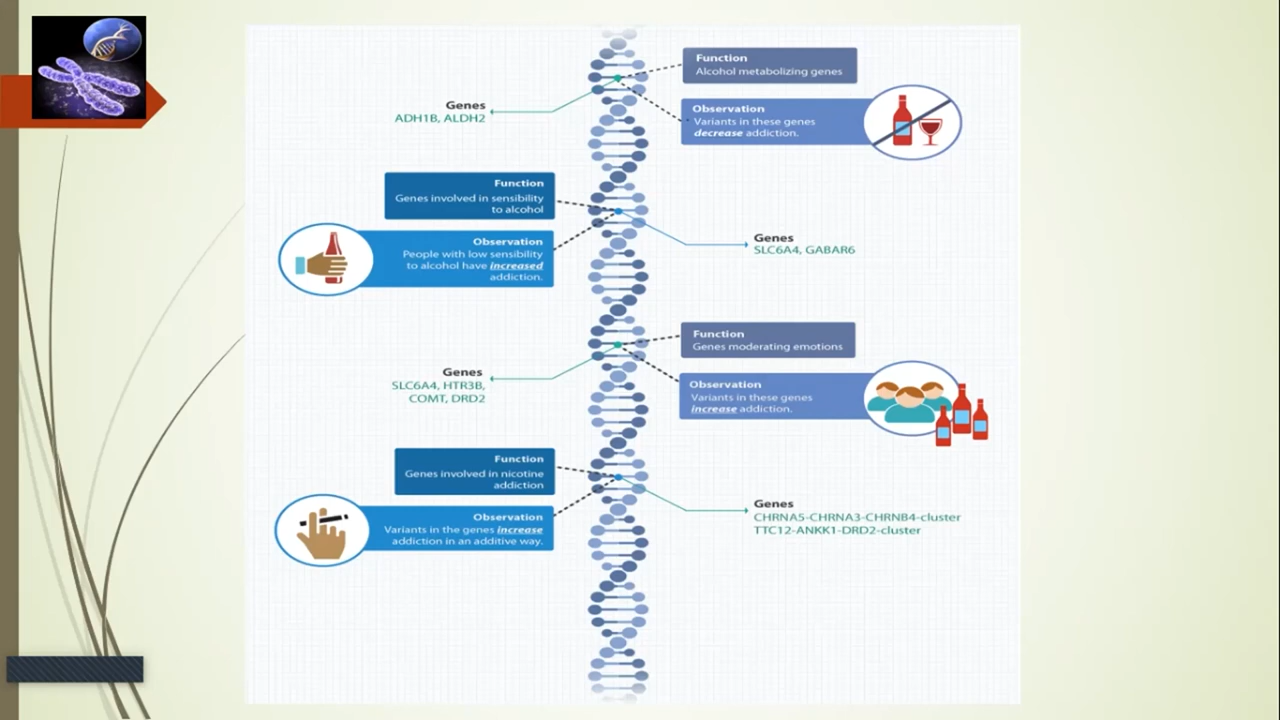 Function
Alcohol metabolizing genes
Genes
ADH1B, ALDH2
Observation
Variants in these genes
decrease addiction.
Function
Genes involved in sensibility
to alcohol
Observation
People with low sensibility
to alcohol have increased
addiction.
Genes
SLC6A4, GABAR6
Function
Genes moderating emotions
Genes
SLC6A4, HTR3B,
COMT, DRD2
Observation
Variants in these genes
increase addiction.
Function
Genes involved in nicotine
addiction
Observation
Variants in the genes increase
addiction in an additive way.
Genes
CHRNA5-CHRNA3-CHRNB4-cluster
TTC12-ANKK1-DRD2-cluster